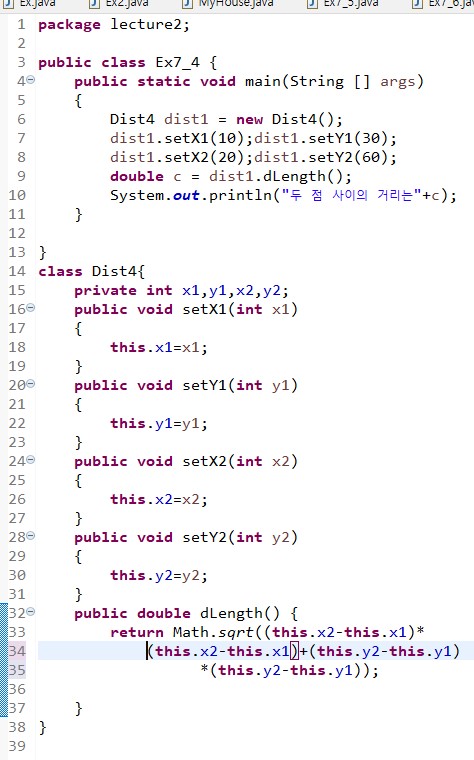 Ex.java Ex2.java MyHouse.java Ex7_5.java Ex7_6.jav
1 package lecture2;
2
3 public class Ex7_4 {
4 public static void main(String [] args)
5 {
6 Dist4 dist1 = new Dist4();
7 dist1.setX1(10);dist1.setY1(30);
8 dist1.setX2(20);dist1.setY2(60);
9 double c = dist1.dLength();
10 System.out.println("두 점 사이의 거리는"+c);
11 }
12
13 }
14 class Dist4{
15 private int x1,y1,x2,y2;
16 public void setX1(int x1)
17 {
18 this.x1=x1;
19 }
20 public void setY1(int y1)
21 {
22 this.y1=y1;
23 }
24 public void setX2(int x2)
25 {
26 this.x2=x2;
27 }
28 public void setY2(int y2)
29 {
30 this.y2=y2;
31 }
32 public double dLength() {
33 return Math.sqrt((this.x2-this.x1)*
34 (this.x2-this.x1)+(this.y2-this.y1)
35 *(this.y2-this.y1));
36
37 }
38 }
39